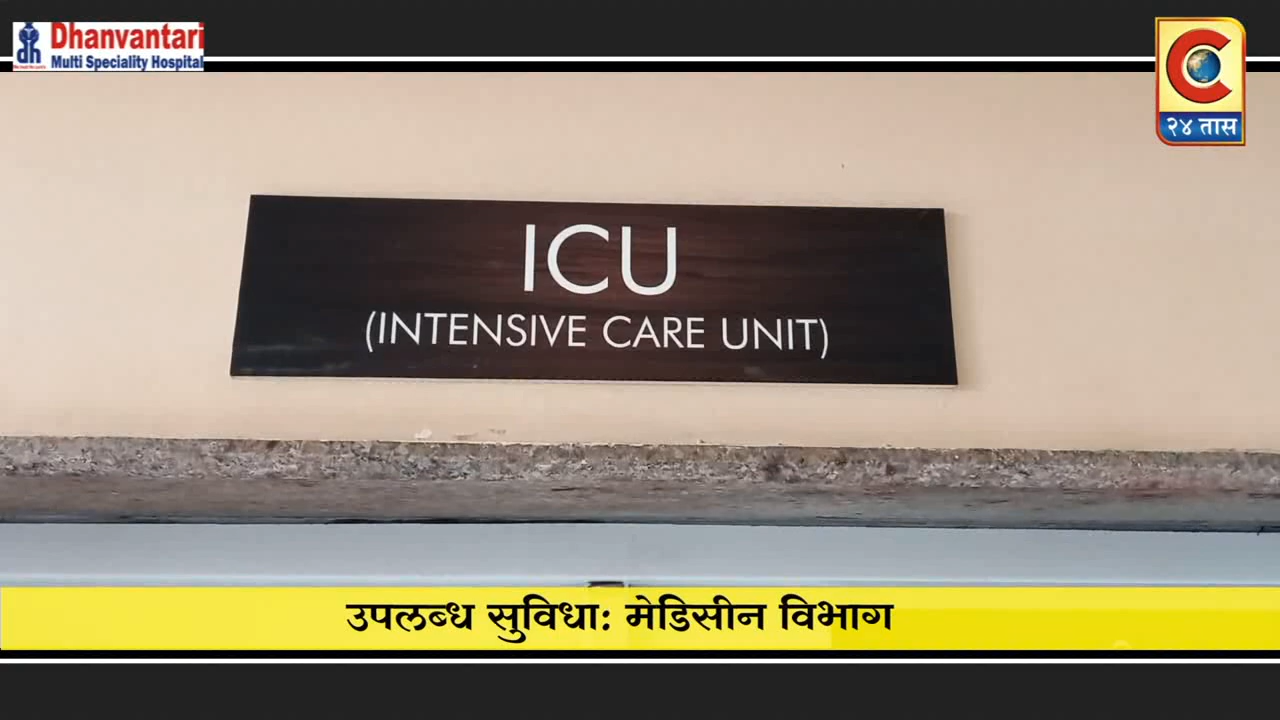 Dhanvantari
Multi Speciality Hospital
C
२४ तास
ICU
(INTENSIVE CARE UNIT)
उपलब्ध सुविधा: मेडिसीन विभाग